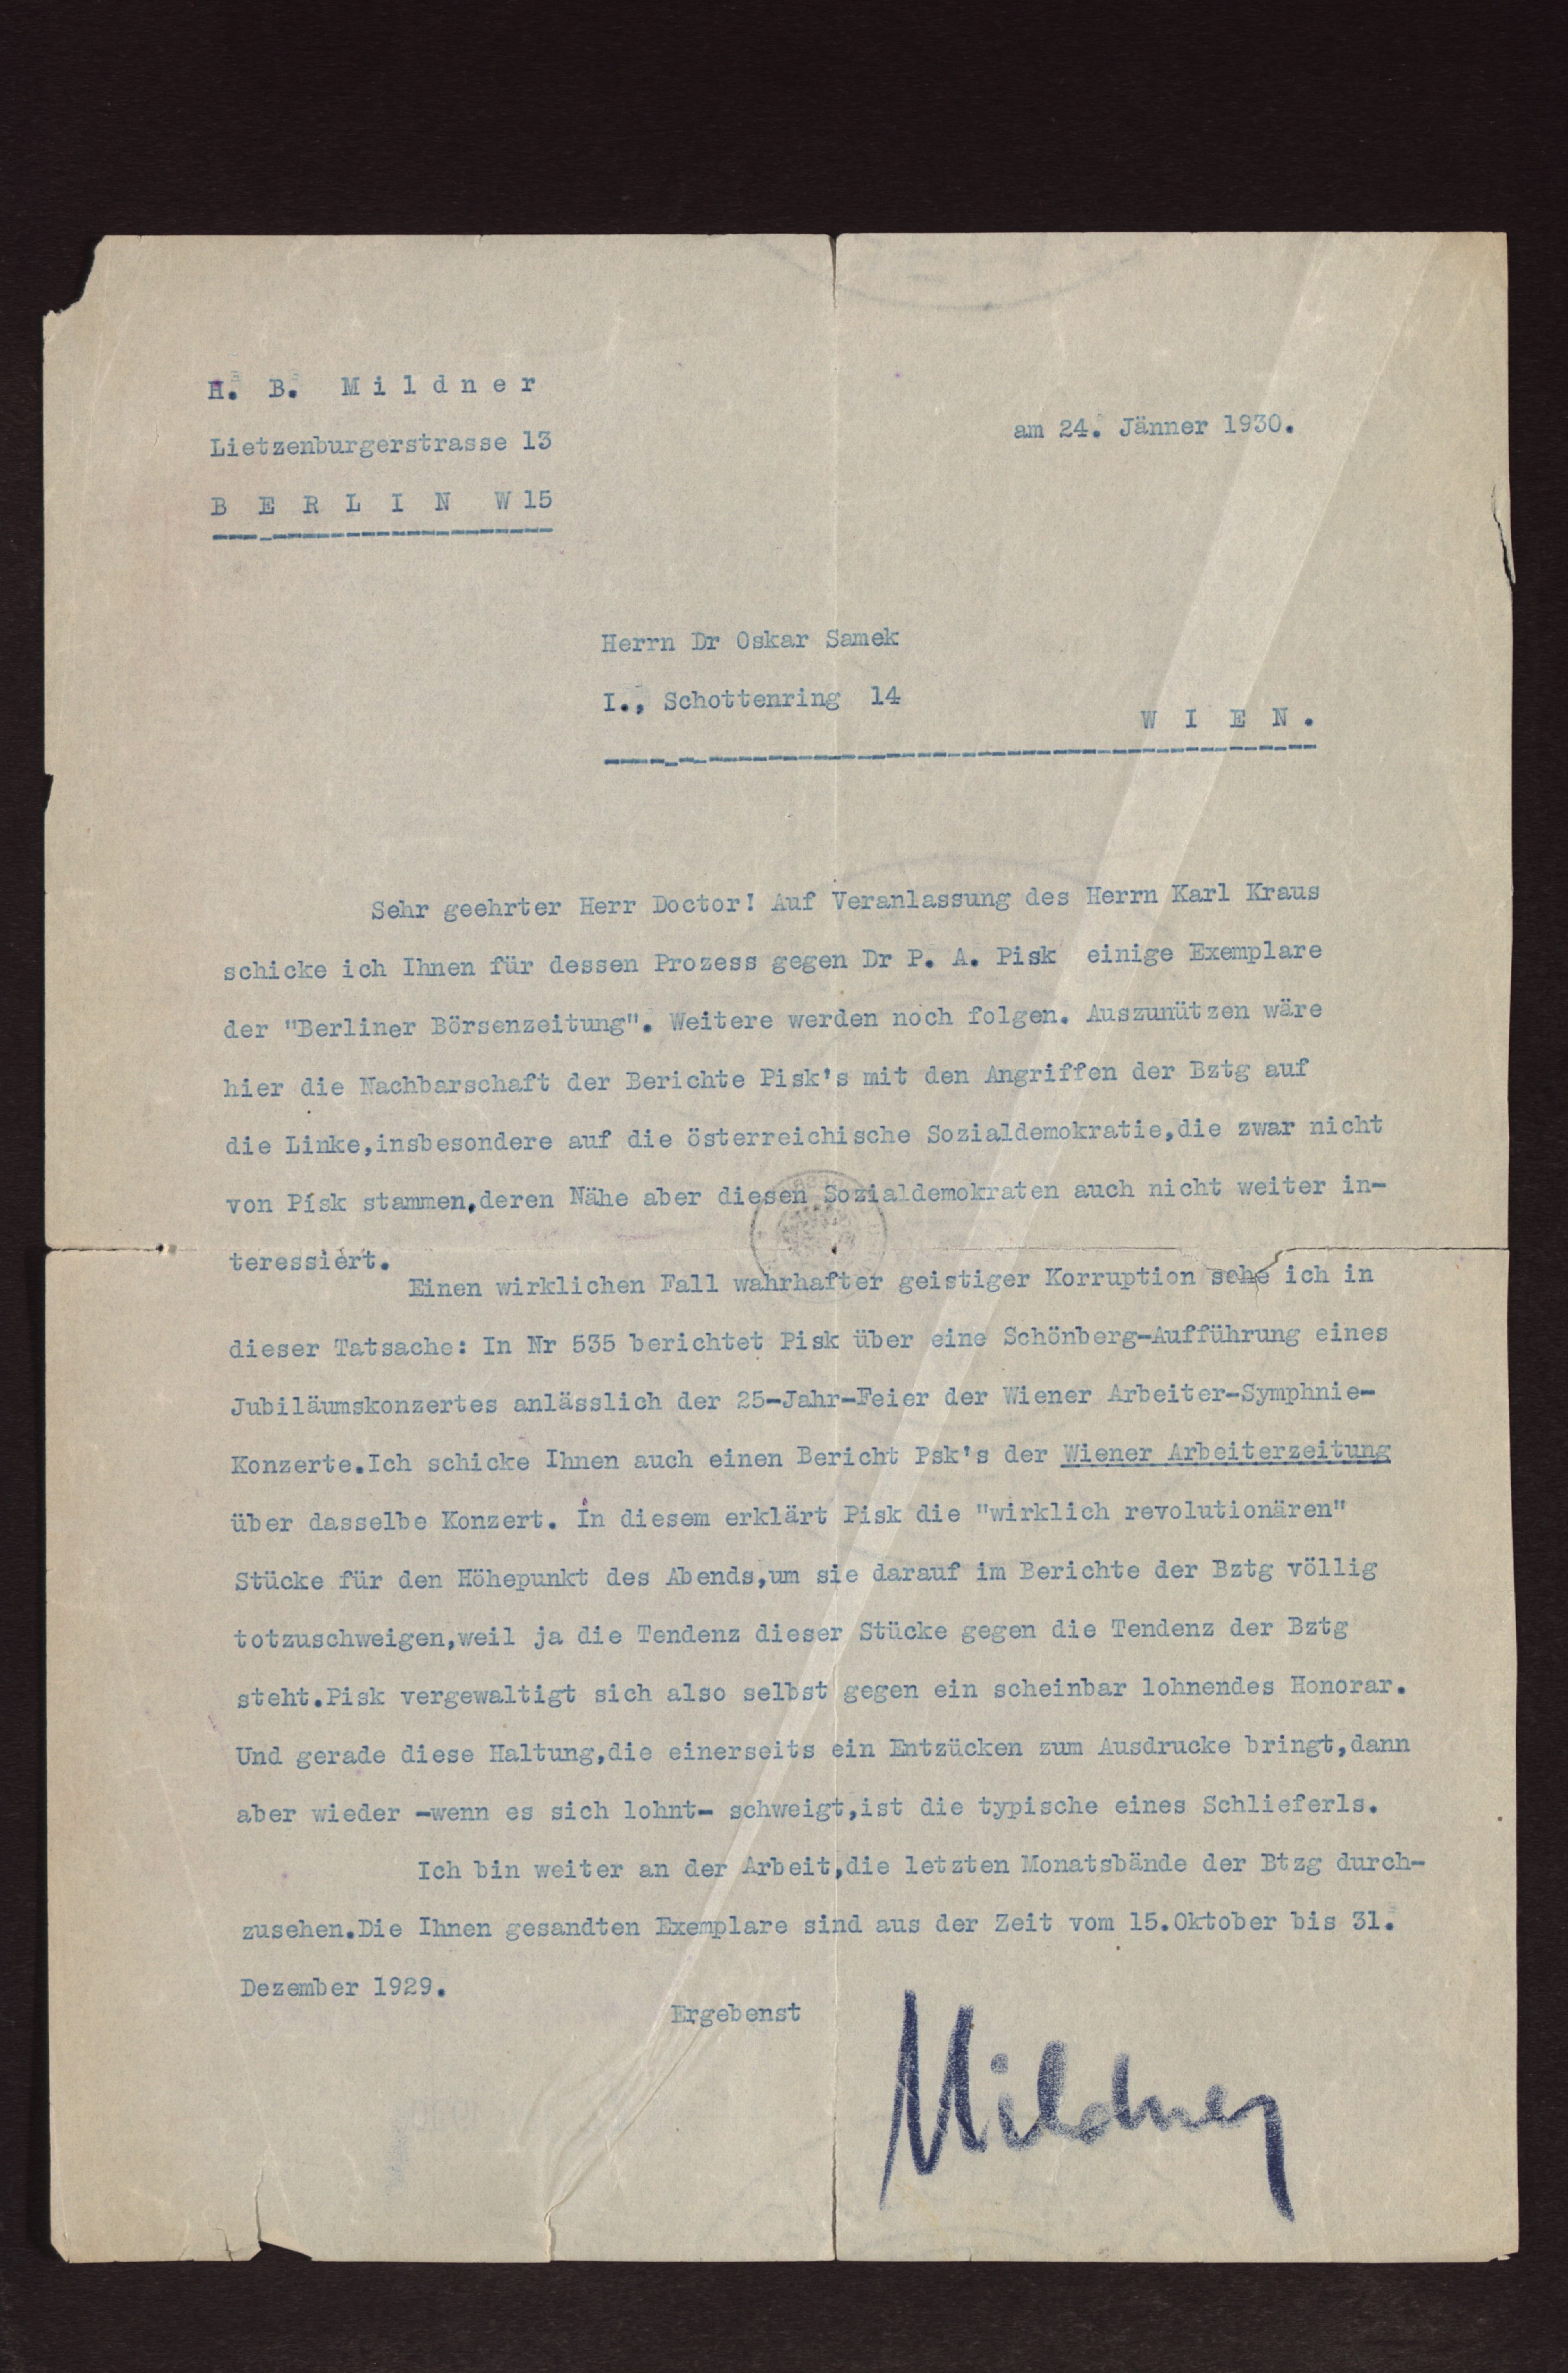 H. B. Mildner
am 24. Jänner 1930.
Lietzenburgerstrasse 13
BERLIN W 15
Herrn Dr Oskar Samek
I., Schottenring 14
WIEN.
Sehr geehrter Herr Doctor! Auf Veranlassung des Herrn Karl Kraus
schicke ich Ihnen für dessen Prozess gegen Dr P. A. Pisk einige Exemplare
der "Berliner Börsenzeitung". Weitere werden noch folgen. Auszunützen wäre
hier die Nachbarschaft der Berichte Pisk's mit den Angriffen der Bztg auf
die Linke,insbesondere auf die österreichische Sozialdemokratie,die zwar nicht
von Pisk stammen,deren Nähe aber diesen Sozialdemokraten auch nicht weiter in-
teressiert.
Einen wirklichen Fall wahrhafter geistiger Korruption sehe ich in
dieser Tatsache: In Nr 535 berichtet Pisk über eine Schönberg-Aufführung eines
Jubiläumskonzertes anlässlich der 25-Jahr-Feier der Wiener Arbeiter-Symphnie-
Konzerte.Ich schicke Ihnen auch einen Bericht Psk's der Wiener Arbeiterzeitung
über dasselbe Konzert. In diesem erklärt Pisk die "wirklich revolutionären"
Stücke für den Höhepunkt des Abends,um sie darauf im Berichte der Bztg völlig
totzuschweigen,weil ja die Tendenz dieser Stücke gegen die Tendenz der Bztg
steht.Pisk vergewaltigt sich also selbst gegen ein scheinbar lohnendes Honorar.
Und gerade diese Haltung,die einerseits ein Entzücken zum Ausdrucke bringt,dann
aber wieder -wenn es sich lohnt- schweigt,ist die typische eines Schlieferls.
Ich bin weiter an der Arbeit,die letzten Monatsbände der Btzg durch-
zusehen.Die Ihnen gesandten Exemplare sind aus der Zeit vom 15.Oktober bis 31.
Dezember 1929.
Ergebenst
Mildner